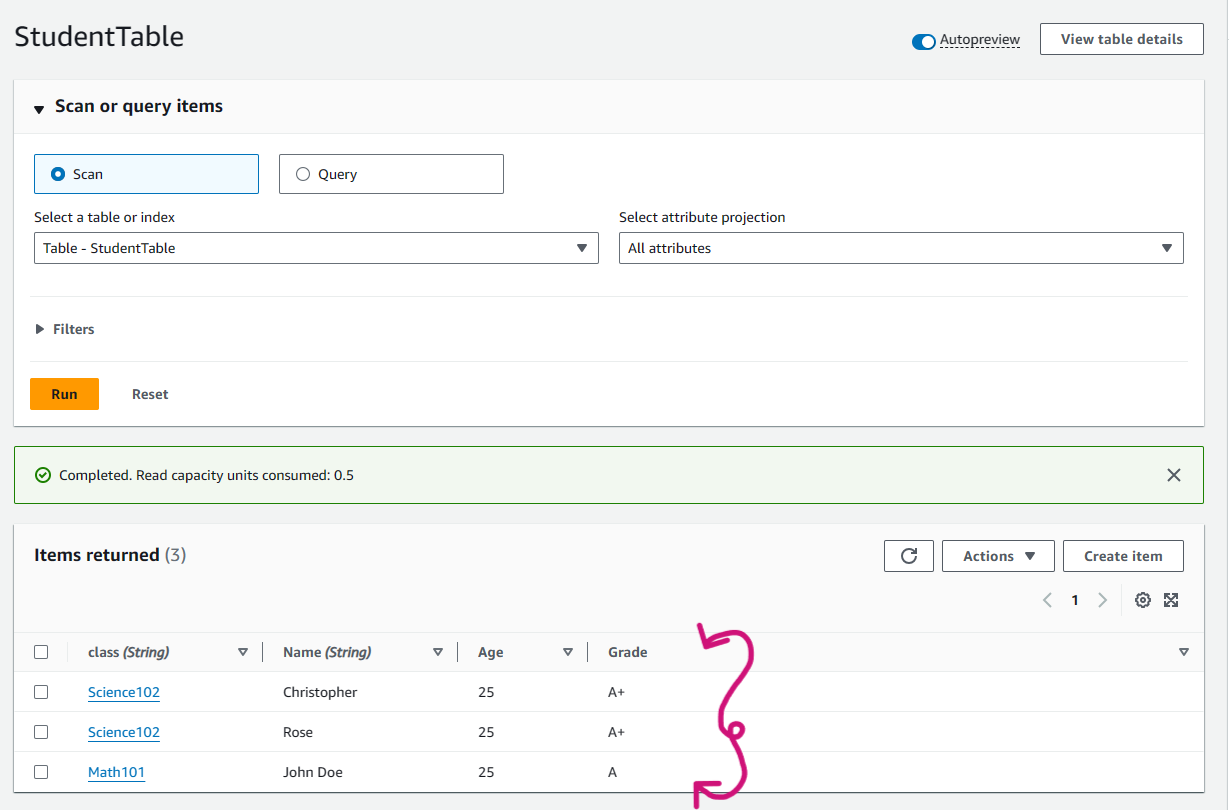 StudentTable
Autopreview
View table details
Scan or query items
Scan
Query
Select a table or index
Select attribute projection
Table - StudentTable
All attributes
Filters
Run
Reset
Completed. Read capacity units consumed: 0.5
Items returned (3)
Actions
Create item
1
class (String) Name (String) Age Grade
Science102 Christopher 25 A+
Science102 Rose 25 A+
Math101 John Doe 25 A